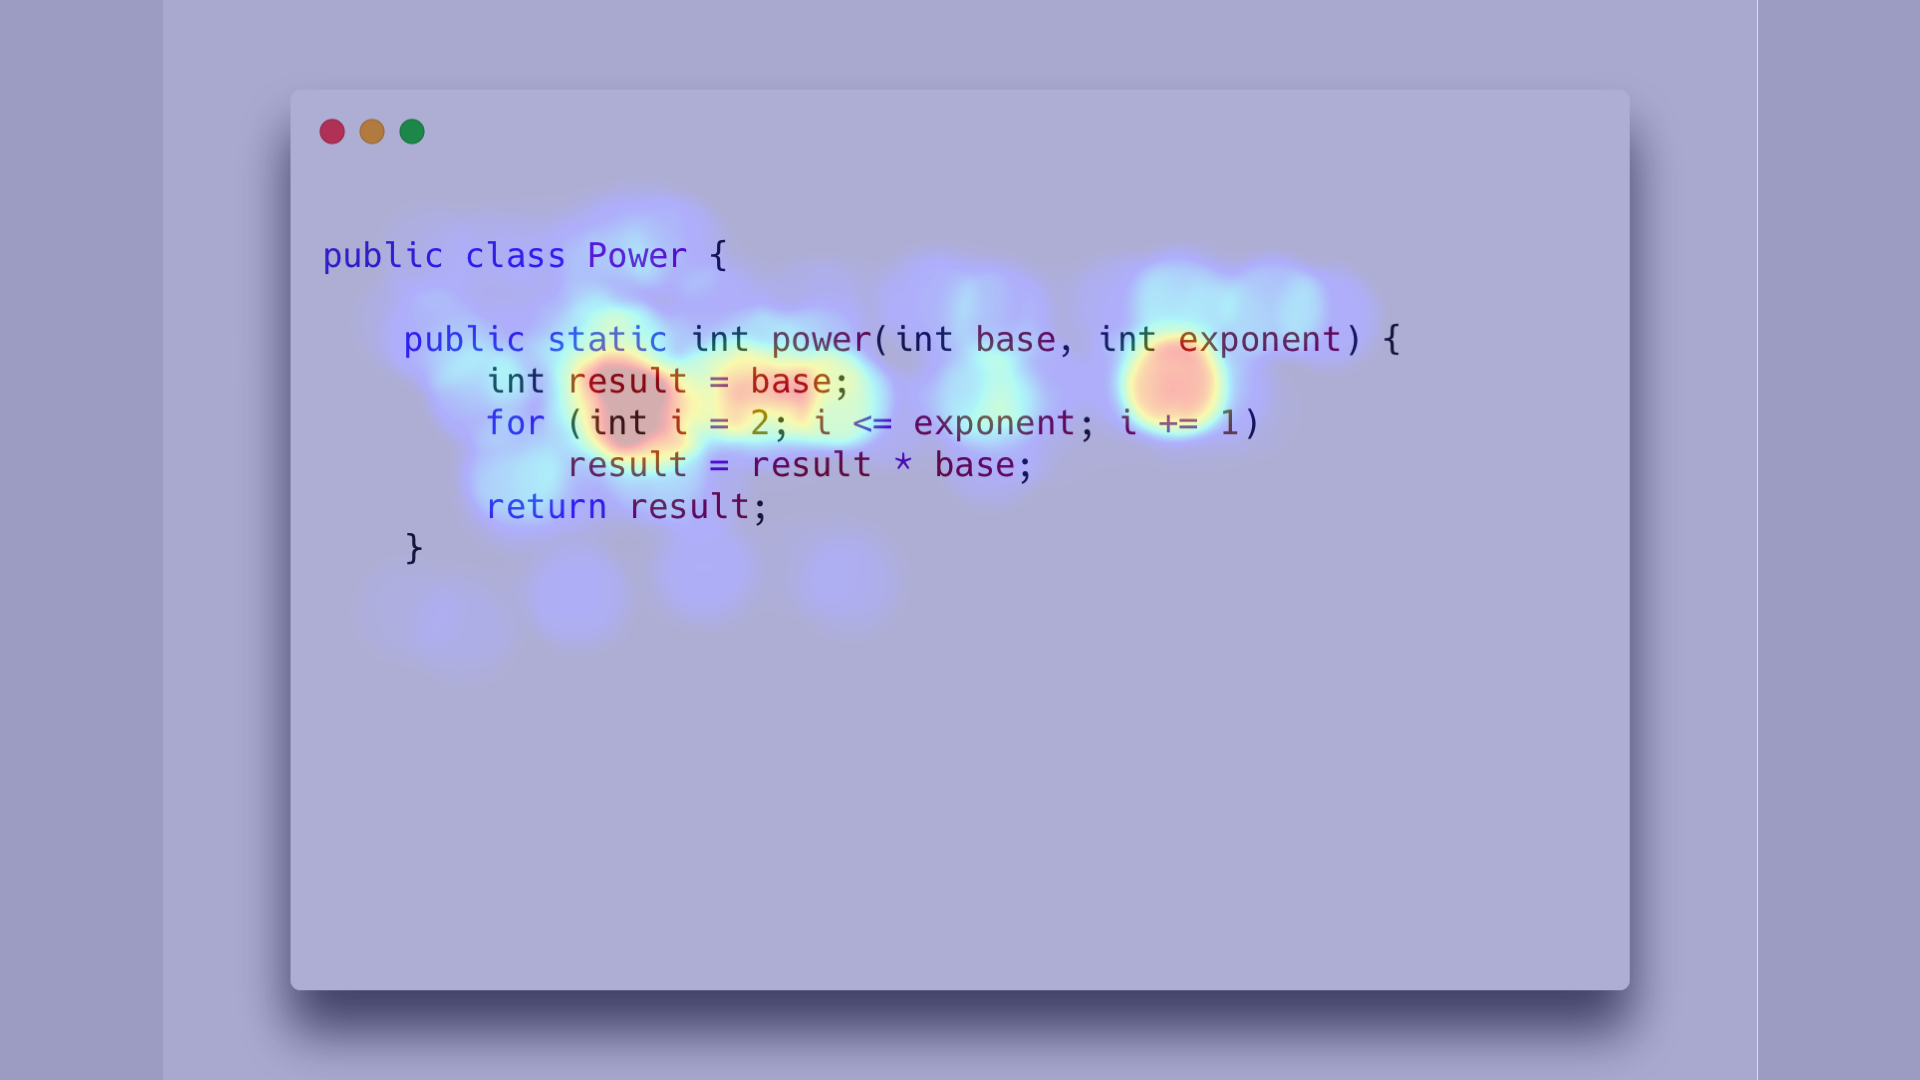 public class Power {
    public static int power(int base, int exponent) {
        int result = base;
        for (int i = 2; i <= exponent; i += 1)
            result = result * base;
        return result;
    }